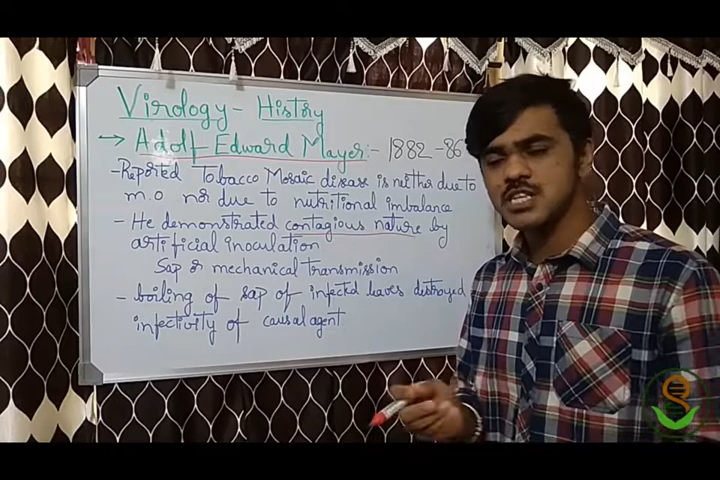 Virology - History
→ Adolf Edward Mayer:- 1882-86
- Reported Tobacco Mosaic disease is neither due to
m.o nor due to nutritional imbalance
- He demonstrated contagious nature by
artificial inoculation
Sap or mechanical transmission
- boiling of sap of infected leaves destroyed
infectivity of causal agent